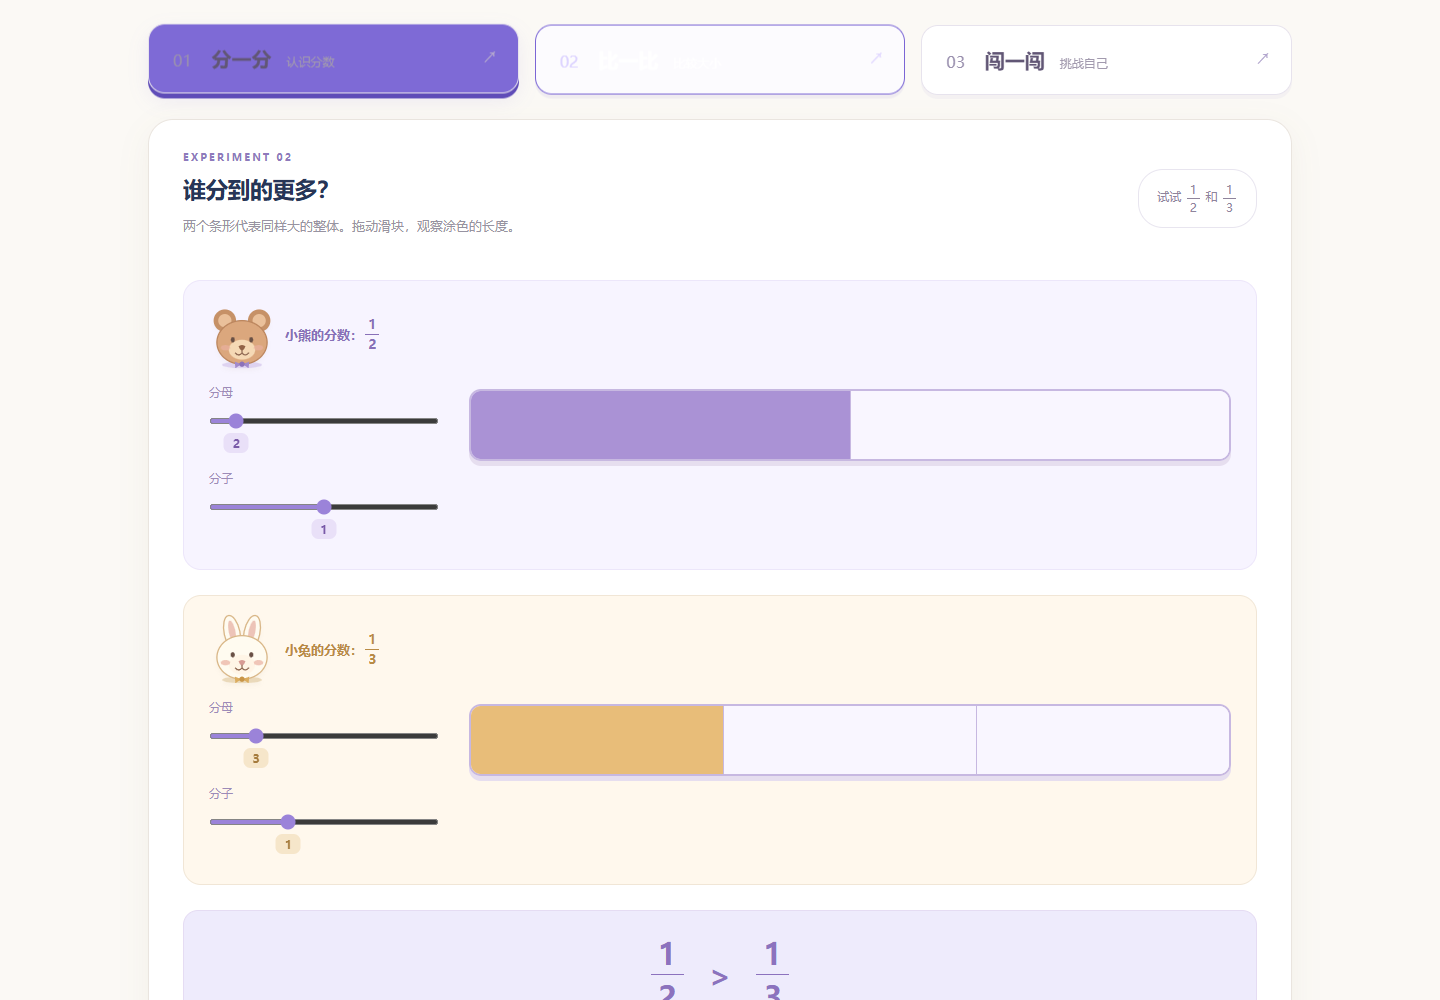 01 分一分 认识分数 ↗
02 ↗
03 闯一闯 挑战自己 ↗
EXPERIMENT 02
谁分到的更多？
两个条形代表同样大的整体。拖动滑块，观察涂色的长度。
试试 1/2 和 1/3
小熊的分数： 1/2
分母
2
分子
1
小兔的分数： 1/3
分母
3
分子
1
1/2 > 1/3